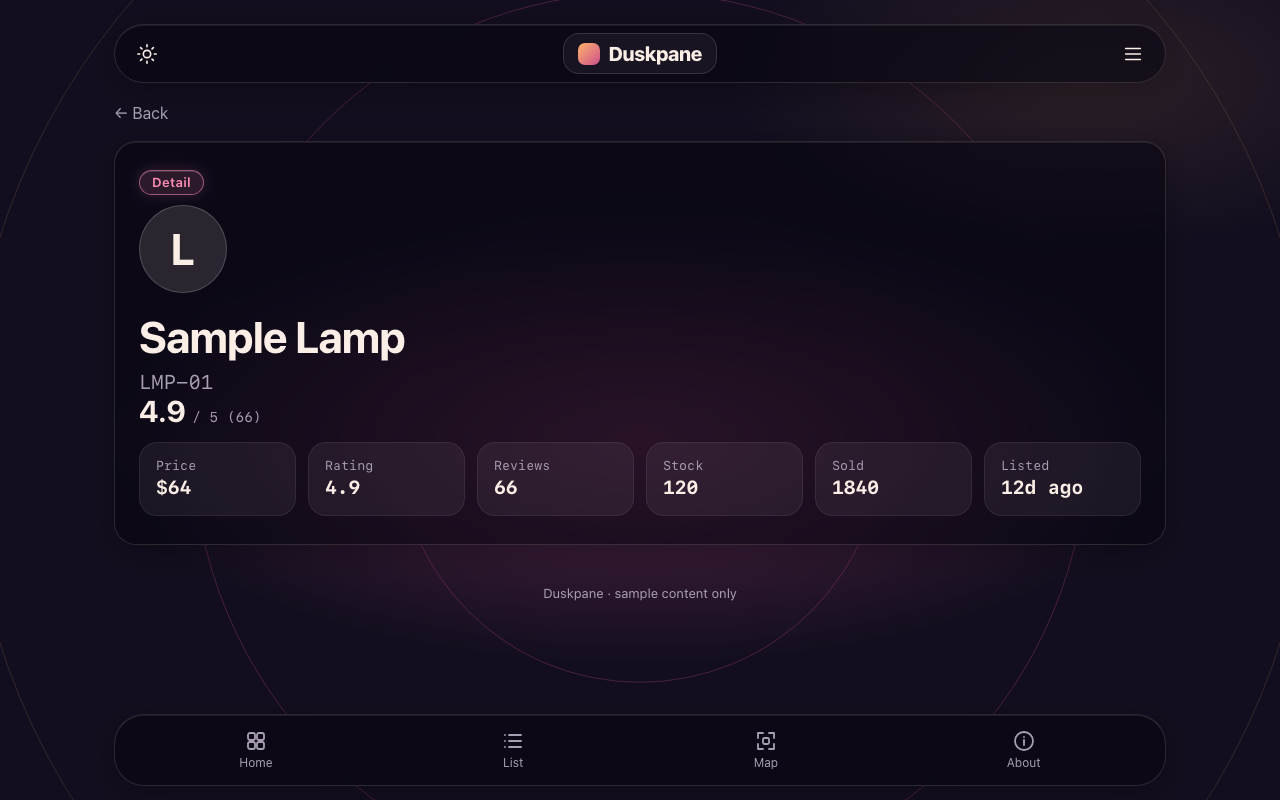 Duskpane
← Back
Detail
L
Sample Lamp
LMP-01
4.9 / 5 (66)
Price Rating Reviews Stock Sold Listed
$64 4.9 66 120 1840 12d ago
Duskpane · sample content only
Home List Map About